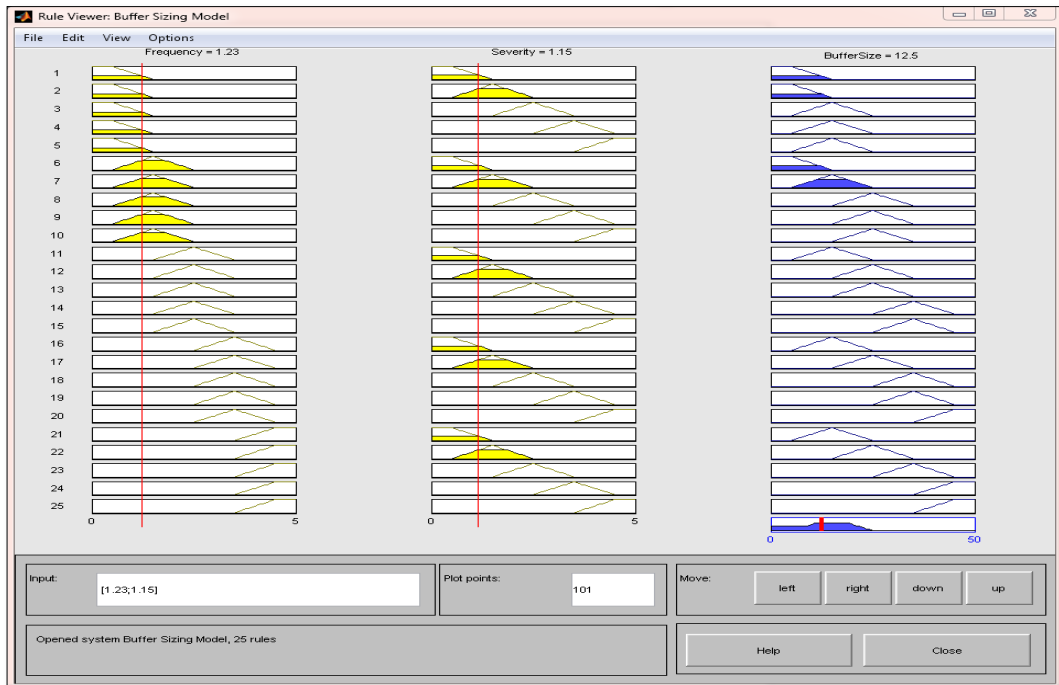 Rule Viewer: Buffer Sizing Model
File Edit View Options
Frequency = 1.23
Severity = 1.15
BufferSize = 12.5
1
2
3
4
5
6
7
8
9
10
11
12
13
14
15
16
17
18
19
20
21
22
23
24
25
0 5
0 5
0 50
Input:
[1.23;1.15]
Plot points:
101
Move:
left right down up
Opened system Buffer Sizing Model, 25 rules
Help Close